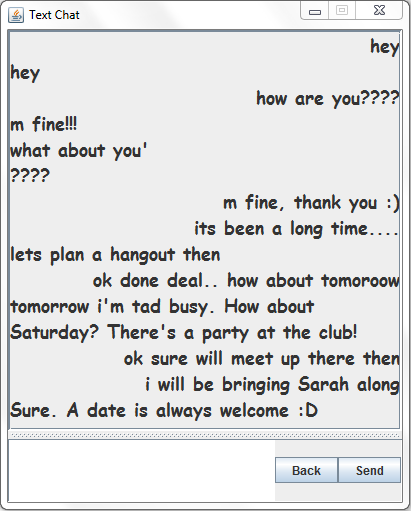 Text Chat
hey
hey
how are you????
m fine!!!
what about you'
????
m fine, thank you :)
its been a long time....
lets plan a hangout then
ok done deal.. how about tomoroow
tomorrow i'm tad busy. How about
Saturday? There's a party at the club!
ok sure will meet up there then
i will be bringing Sarah along
Sure. A date is always welcome :D
Back Send